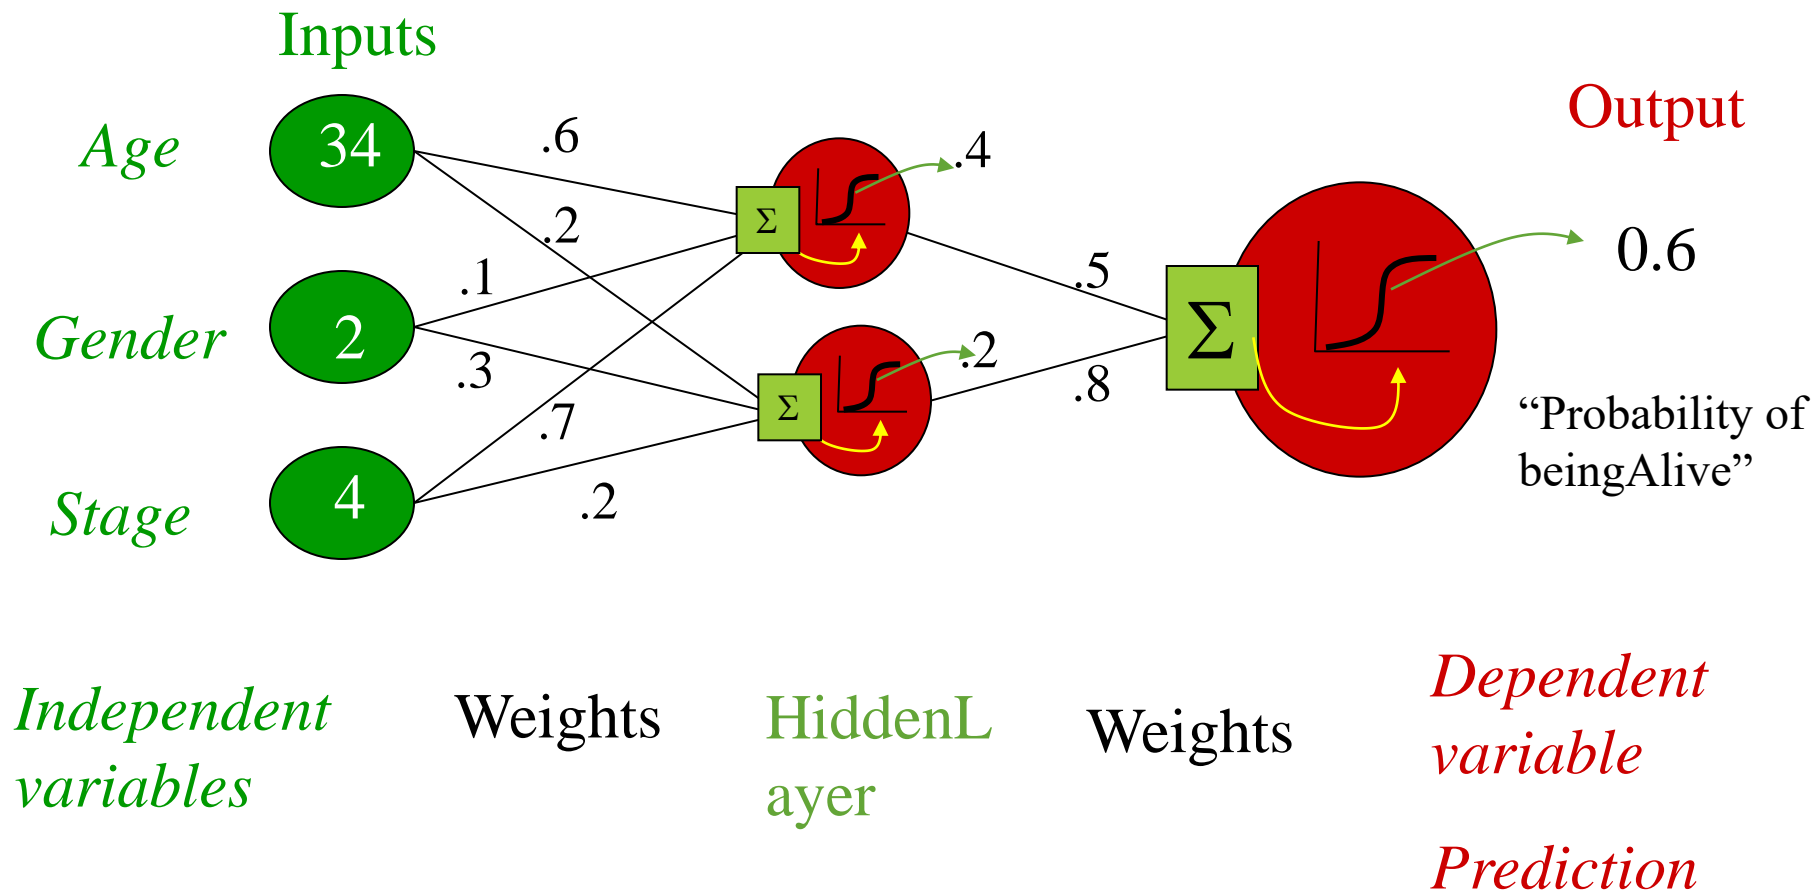 Inputs
Output
Age
34
.6
.4
Σ
.2
0.6
.1
.5
Gender
2
.3
.2
Σ
Σ
.8
"Probability of
beingAlive"
.7
Stage
4
.2
Independent
variables
Weights
HiddenL
ayer
Weights
Dependent
variable
Prediction